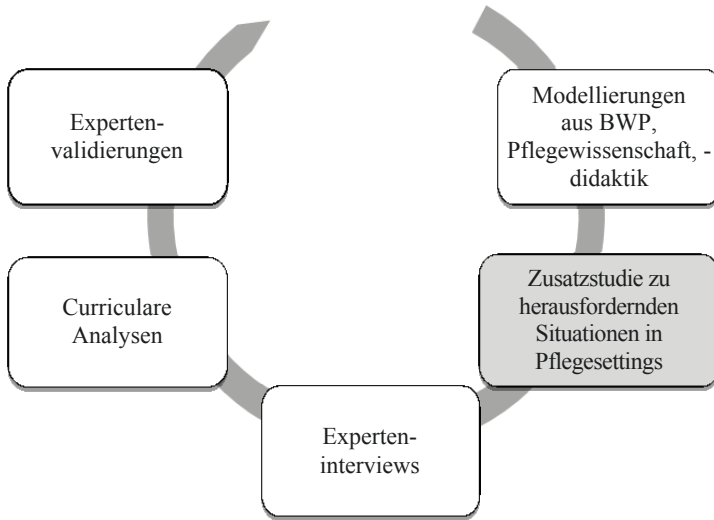 Modellierungen
aus BWP,
Pflegewissenschaft, -
didaktik
Zusatzstudie zu
herausfordernden
Situationen in
Pflegesettings
Experten-
interviews
Curriculare
Analysen
Experten-
validierungen